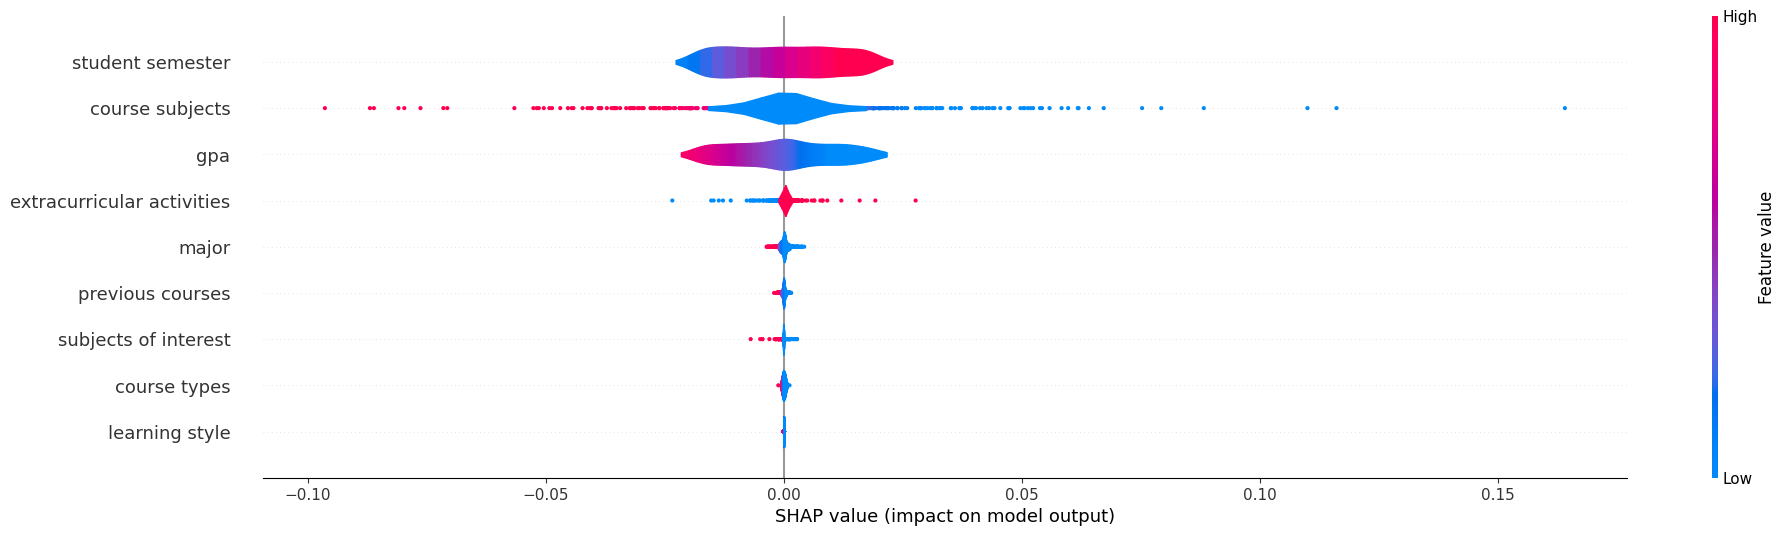 High
student semester
course subjects
gpa
extracurricular activities
major
previous courses
subjects of interest
course types
learning style
Feature value
Low
−0.10 −0.05 0.00 0.05 0.10 0.15
SHAP value (impact on model output)